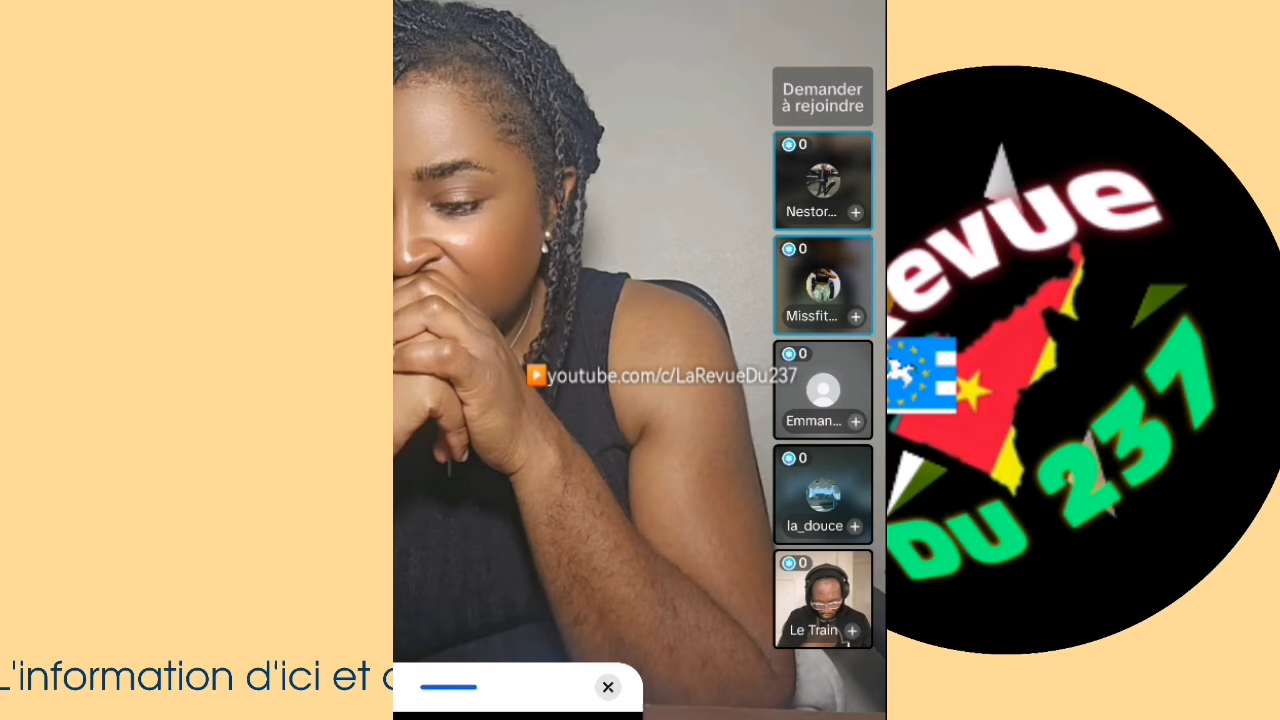 Demander
à rejoindre
0
Nestor...
0
Missfit...
0
Emman...
0
la_douce
0
Le Train
youtube.com/c/LaRevueDu237
Revue
DU 237
L'information d'ici et